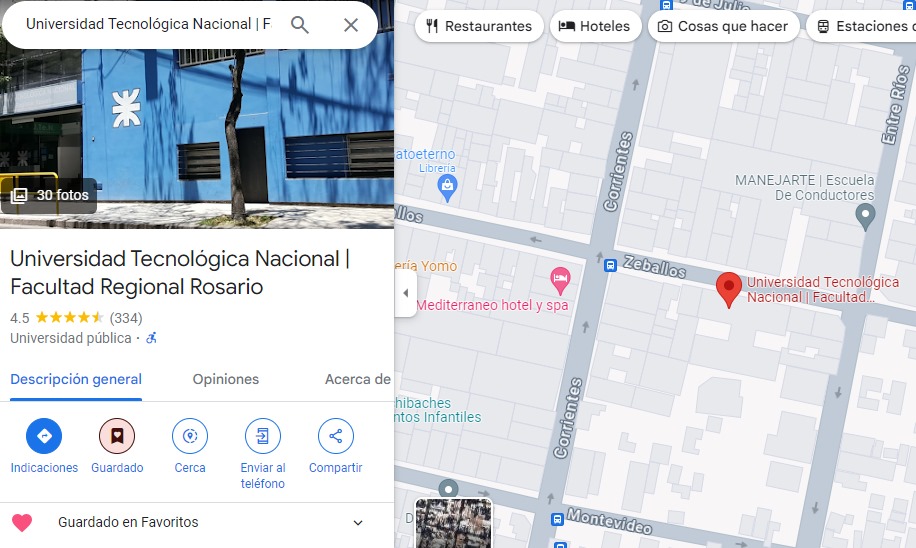 Universidad Tecnológica Nacional | F
30 fotos
Universidad Tecnológica Nacional |
Facultad Regional Rosario
4.5 (334)
Universidad pública ·
Descripción general
Opiniones
Acerca de
Indicaciones
Guardado
Cerca
Enviar al
teléfono
Compartir
Guardado en Favoritos
Restaurantes
Hoteles
Cosas que hacer
Estaciones
de Julio
Entre Ríos
Corrientes
atoeterno
Librería
MANEJARTE | Escuela
De Conductores
llos
Zeballos
ería Yomo
Mediterraneo hotel y spa
Universidad Tecnológica
Nacional | Facultad...
Corrientes
hibaches
ntos Infantiles
D
Montevideo